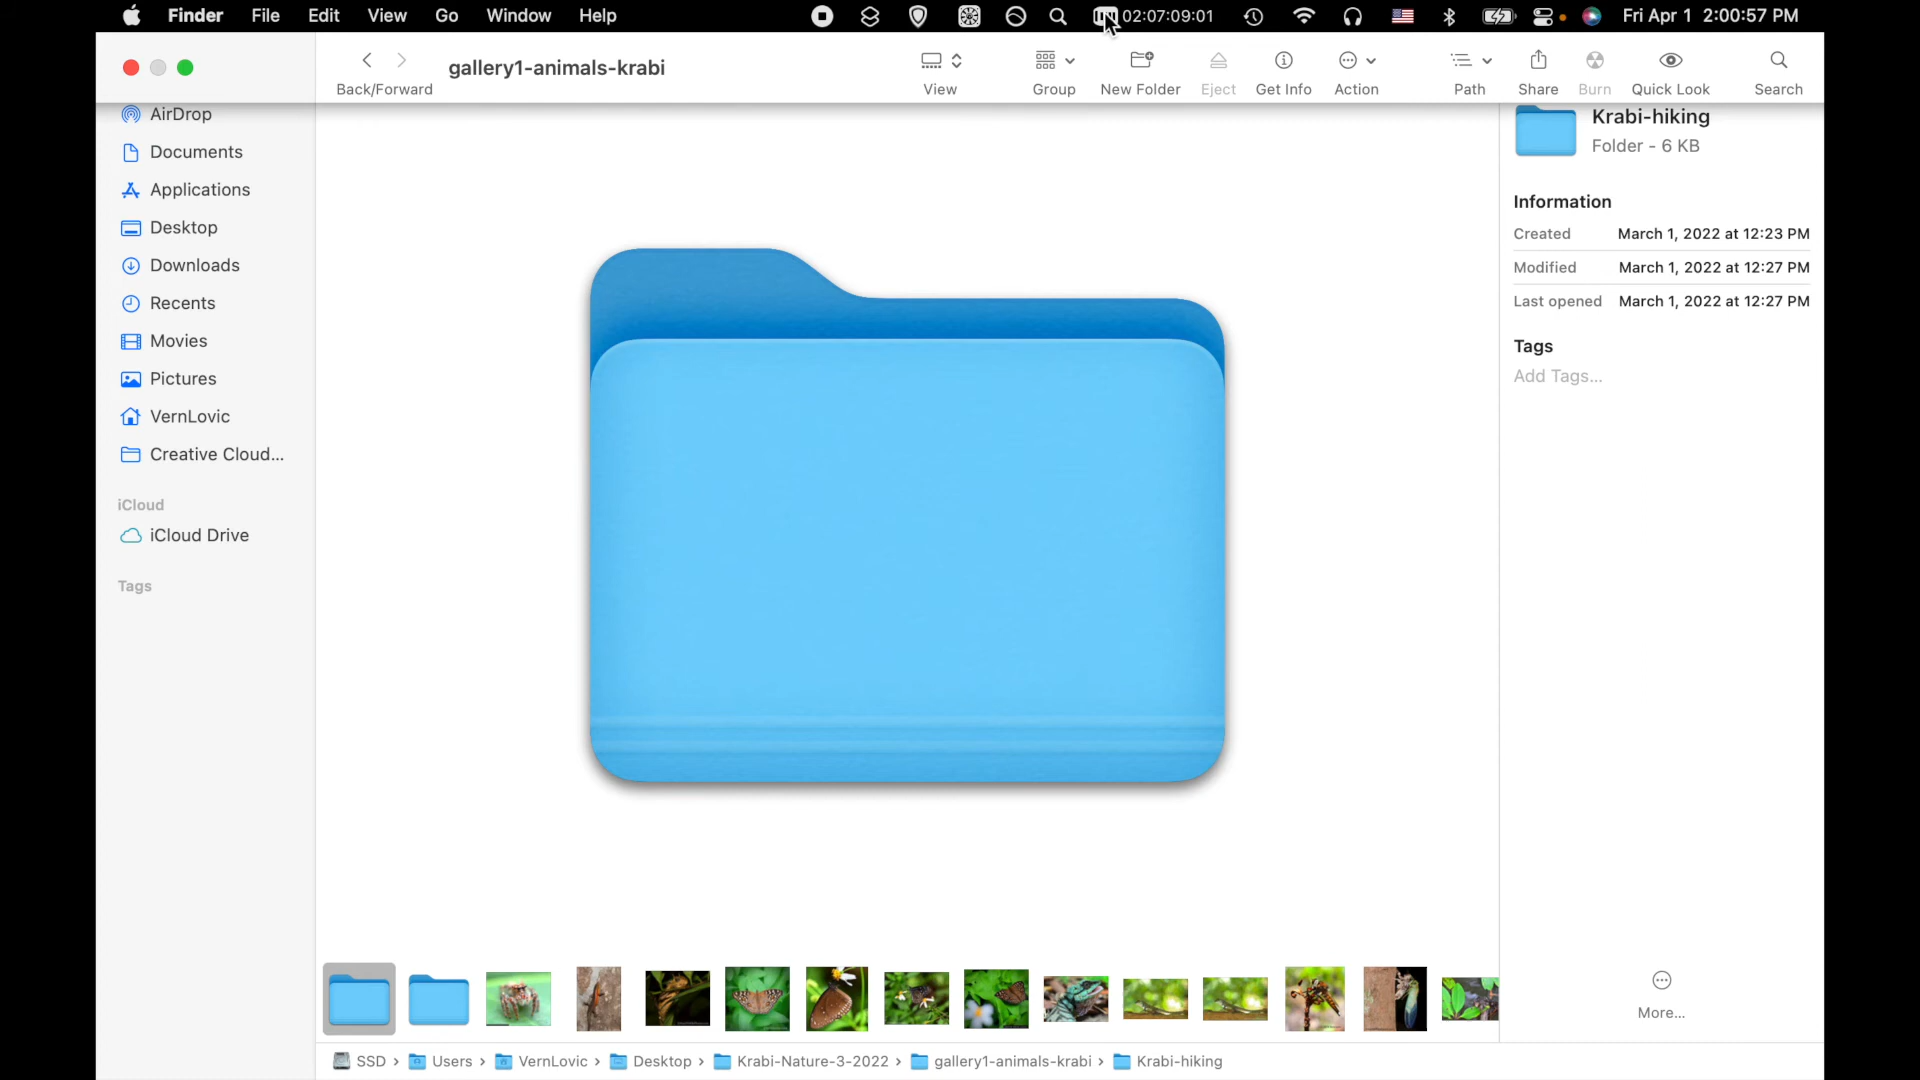 Finder File Edit View Go Window Help 02:07:09:01 Fri Apr 1 2:00:57 PM
Back/Forward gallery1-animals-krabi View Group New Folder Eject Get Info Action Path Share Burn Quick Look Search
AirDrop
Documents
Applications
Desktop
Downloads
Recents
Movies
Pictures
VernLovic
Creative Cloud...
iCloud
iCloud Drive
Tags
Krabi-hiking
Folder - 6 KB
Information
Created March 1, 2022 at 12:23 PM
Modified March 1, 2022 at 12:27 PM
Last opened March 1, 2022 at 12:27 PM
Tags
Add Tags...
More...
SSD › Users › VernLovic › Desktop › Krabi-Nature-3-2022 › gallery1-animals-krabi › Krabi-hiking